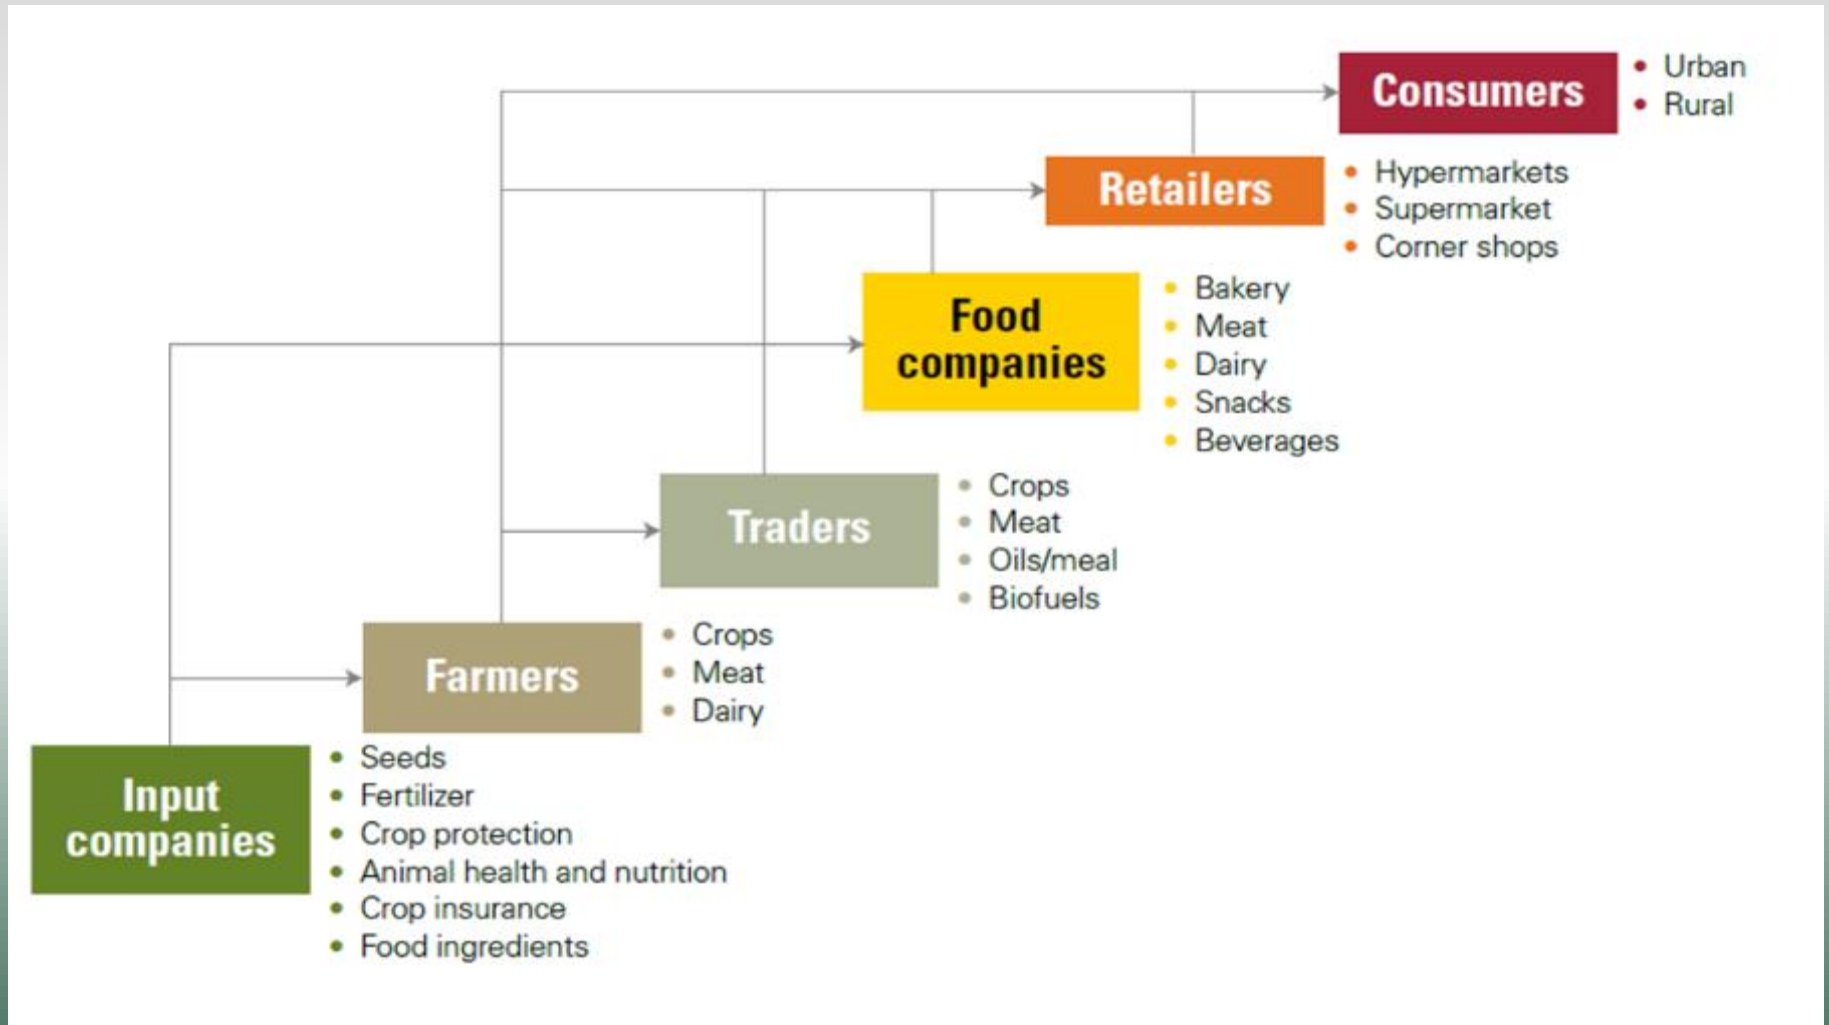 Consumers
• Urban
• Rural
Retailers
• Hypermarkets
• Supermarket
• Corner shops
Food
companies
• Bakery
• Meat
• Dairy
• Snacks
• Beverages
Traders
• Crops
• Meat
• Oils/meal
• Biofuels
Farmers
• Crops
• Meat
• Dairy
Input
companies
• Seeds
• Fertilizer
• Crop protection
• Animal health and nutrition
• Crop insurance
• Food ingredients